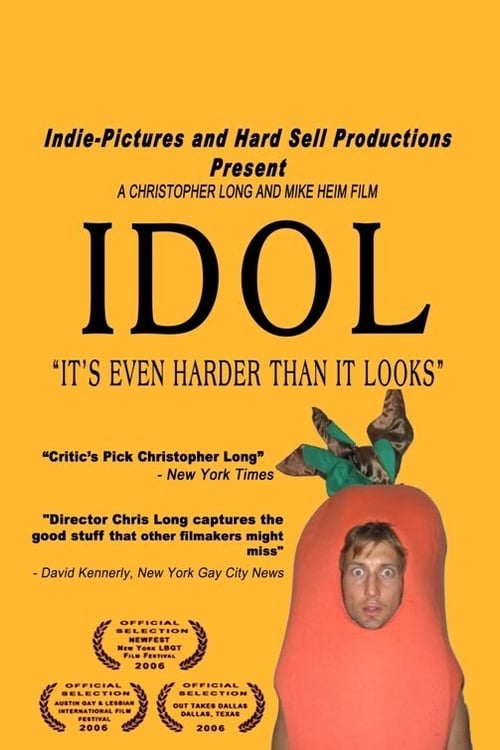 Indie-Pictures and Hard Sell Productions
Present
A CHRISTOPHER LONG AND MIKE HEIM FILM
IDOL
“IT’S EVEN HARDER THAN IT LOOKS”
“Critic’s Pick Christopher Long”
- New York Times
"Director Chris Long captures the
good stuff that other filmakers might
miss"
- David Kennerly, New York Gay City News
OFFICIAL
SELECTION
NEWFEST
NEW YORK LBGT
FILM FESTIVAL
2006
OFFICIAL
SELECTION
AUSTIN GAY & LESBIAN
INTERNATIONAL FILM
FESTIVAL
2006
OFFICIAL
SELECTION
OUT TAKES DALLAS
DALLAS, TEXAS
2006